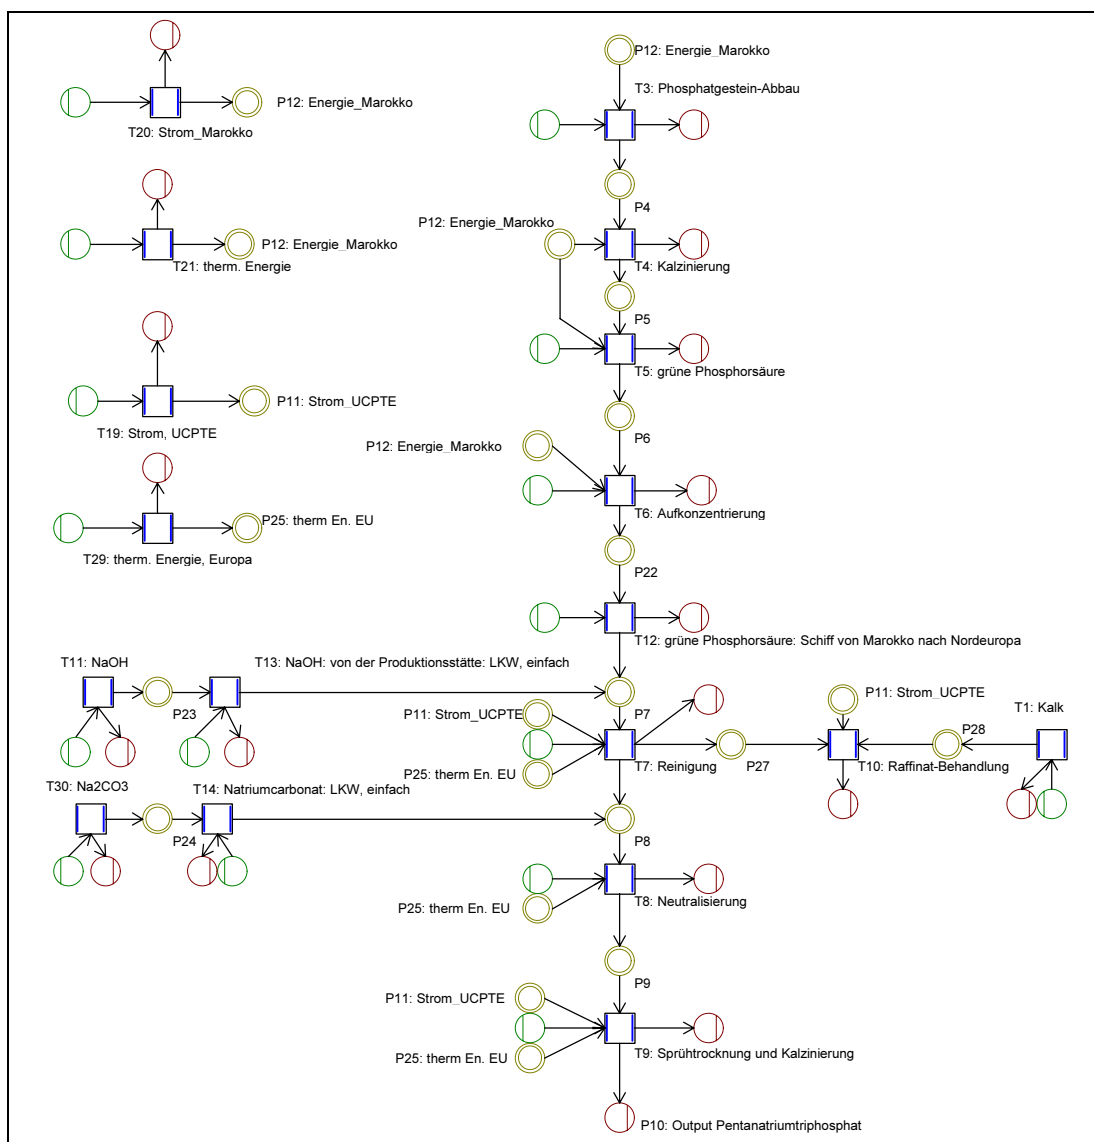 P12: Energie_Marokko
T3: Phosphatgestein-Abbau
P12: Energie_Marokko
T20: Strom_Marokko
P4
P12: Energie_Marokko
P12: Energie_Marokko
T21: therm. Energie
T4: Kalzinierung
P5
T5: grüne Phosphorsäure
P11: Strom_UCPTE
T19: Strom, UCPTE
P6
P12: Energie_Marokko
T6: Aufkonzentrierung
P25: therm En. EU
T29: therm. Energie, Europa
P22
T12: grüne Phosphorsäure: Schiff von Marokko nach Nordeuropa
T11: NaOH
T13: NaOH: von der Produktionsstätte: LKW, einfach
P23
P11: Strom_UCPTE
P7
P11: Strom_UCPTE
T1: Kalk
P28
P25: therm En. EU
T7: Reinigung
P27
T10: Raffinat-Behandlung
T30: Na2CO3
T14: Natriumcarbonat: LKW, einfach
P24
P8
P25: therm En. EU
T8: Neutralisierung
P9
P11: Strom_UCPTE
P25: therm En. EU
T9: Sprühtrocknung und Kalzinierung
P10: Output Pentanatriumtriphosphat